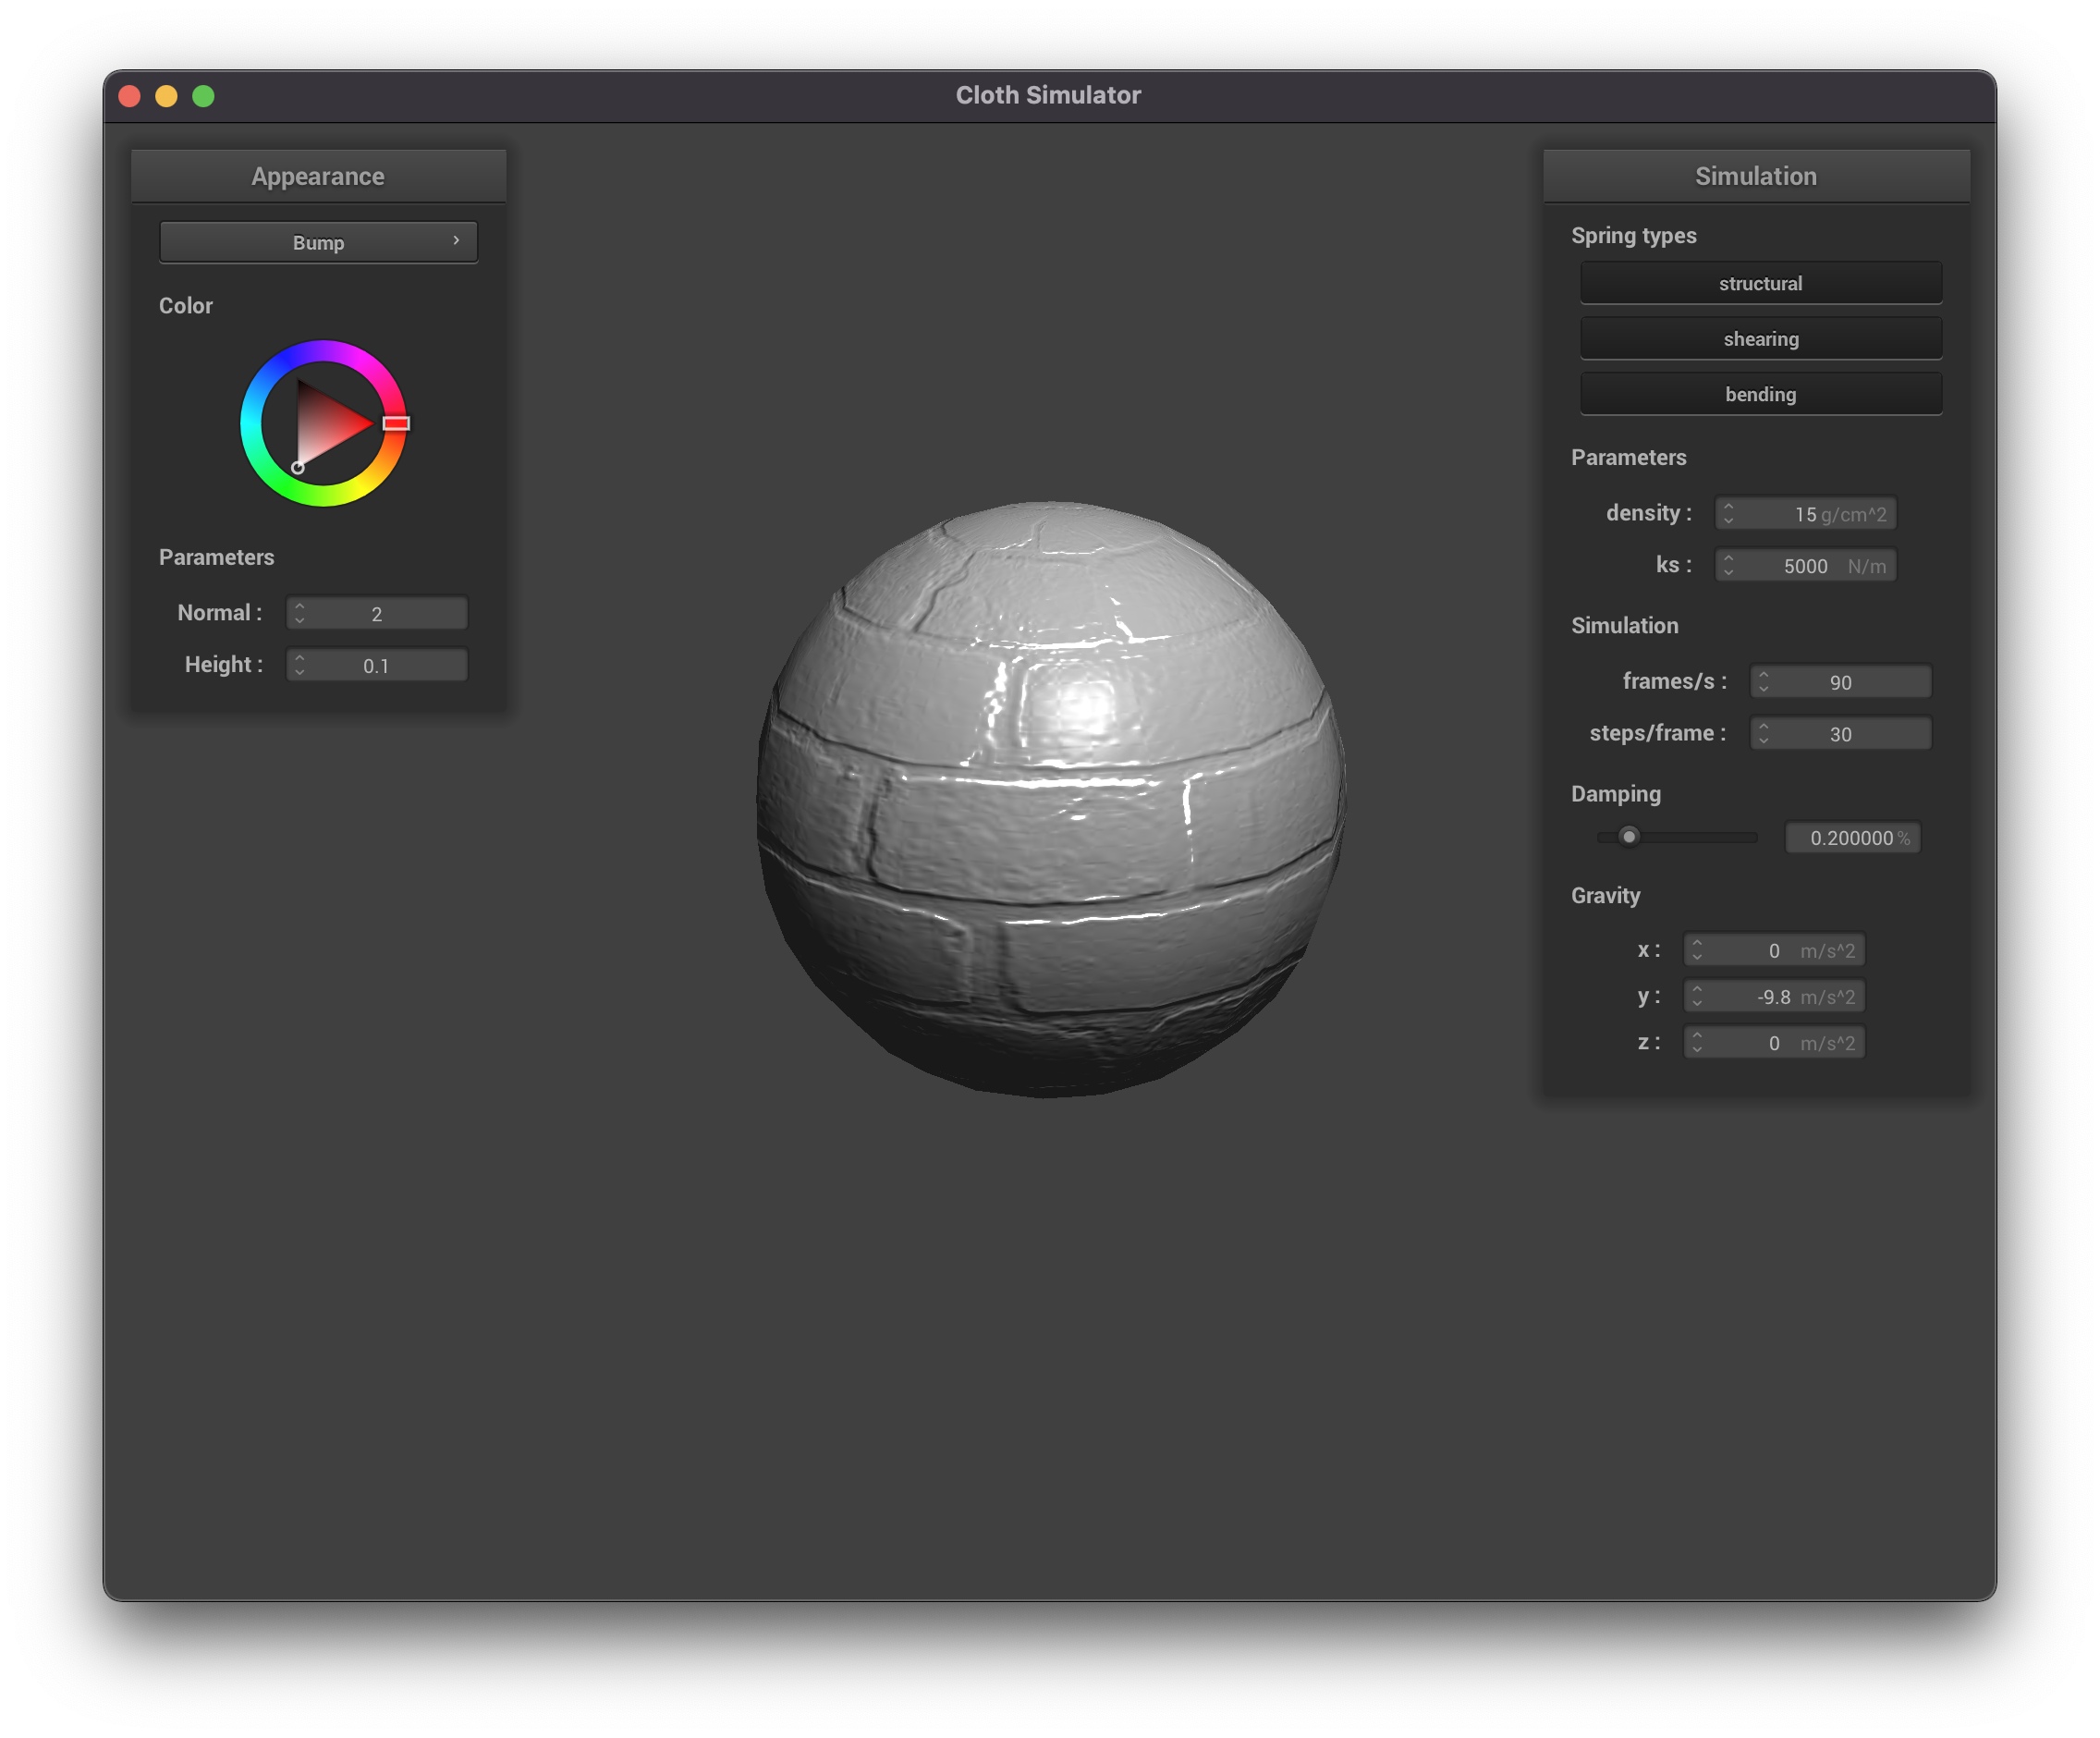 Cloth Simulator
Appearance
Bump
Color
Parameters
Normal : 2
Height : 0.1
Simulation
Spring types
structural
shearing
bending
Parameters
density : 15 g/cm^2
ks : 5000 N/m
Simulation
frames/s : 90
steps/frame : 30
Damping
0.200000 %
Gravity
x : 0 m/s^2
y : -9.8 m/s^2
z : 0 m/s^2